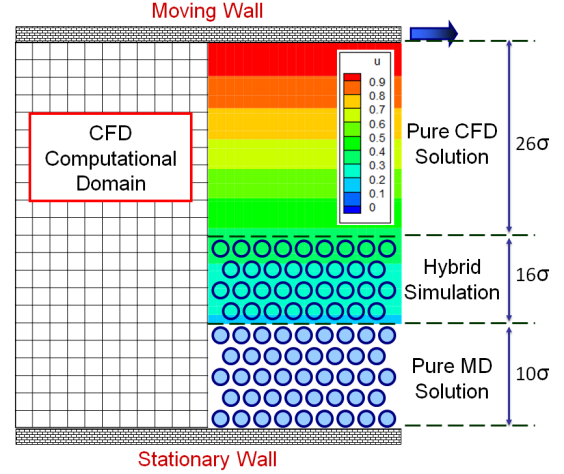 Moving Wall
CFD
Computational
Domain
u
0.9
0.8
0.7
0.6
0.5
0.4
0.3
0.2
0.1
0
Pure CFD
Solution
26σ
Hybrid
Simulation
16σ
Pure MD
Solution
10σ
Stationary Wall